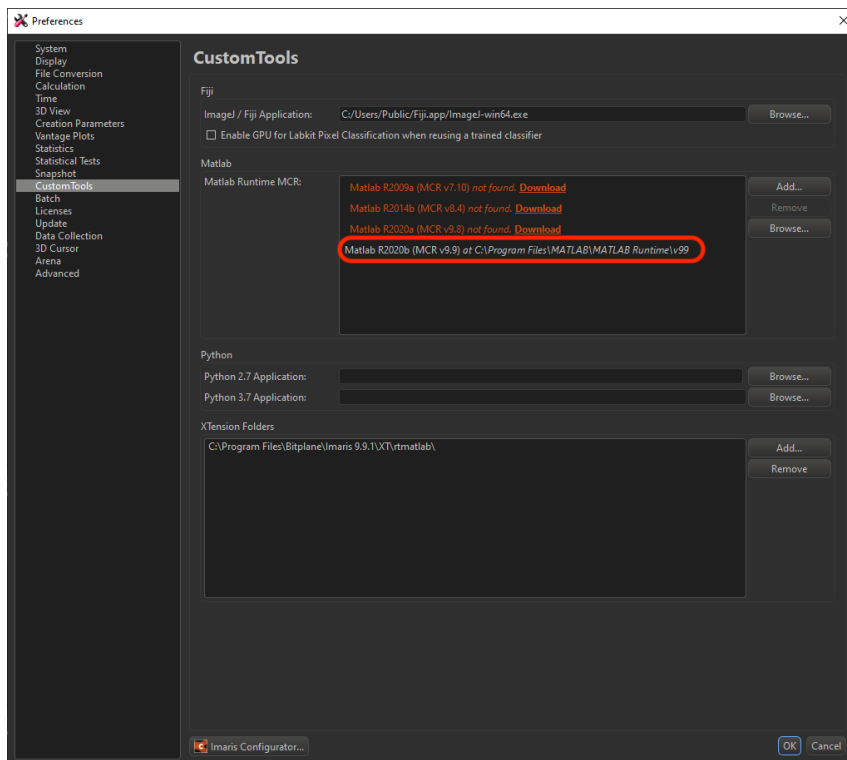 Preferences
System
Display
File Conversion
Calculation
Time
3D View
Creation Parameters
Vantage Plots
Statistics
Statistical Tests
Snapshot
CustomTools
Batch
Licenses
Update
Data Collection
3D Cursor
Arena
Advanced
CustomTools
Fiji
ImageJ / Fiji Application: C:/Users/Public/Fiji.app/ImageJ-win64.exe Browse...
Enable GPU for Labkit Pixel Classification when reusing a trained classifier
Matlab
Matlab Runtime MCR:
Matlab R2009a (MCR v7.10) not found. Download
Matlab R2014b (MCR v8.4) not found. Download
Matlab R2020a (MCR v9.8) not found. Download
Matlab R2020b (MCR v9.9) at C:\Program Files\MATLAB\MATLAB Runtime\v99
Add...
Remove
Browse...
Python
Python 2.7 Application: Browse...
Python 3.7 Application: Browse...
XTension Folders
C:\Program Files\Bitplane\Imaris 9.9.1\XT\rtmatlab\
Add...
Remove
Imaris Configurator...
OK Cancel